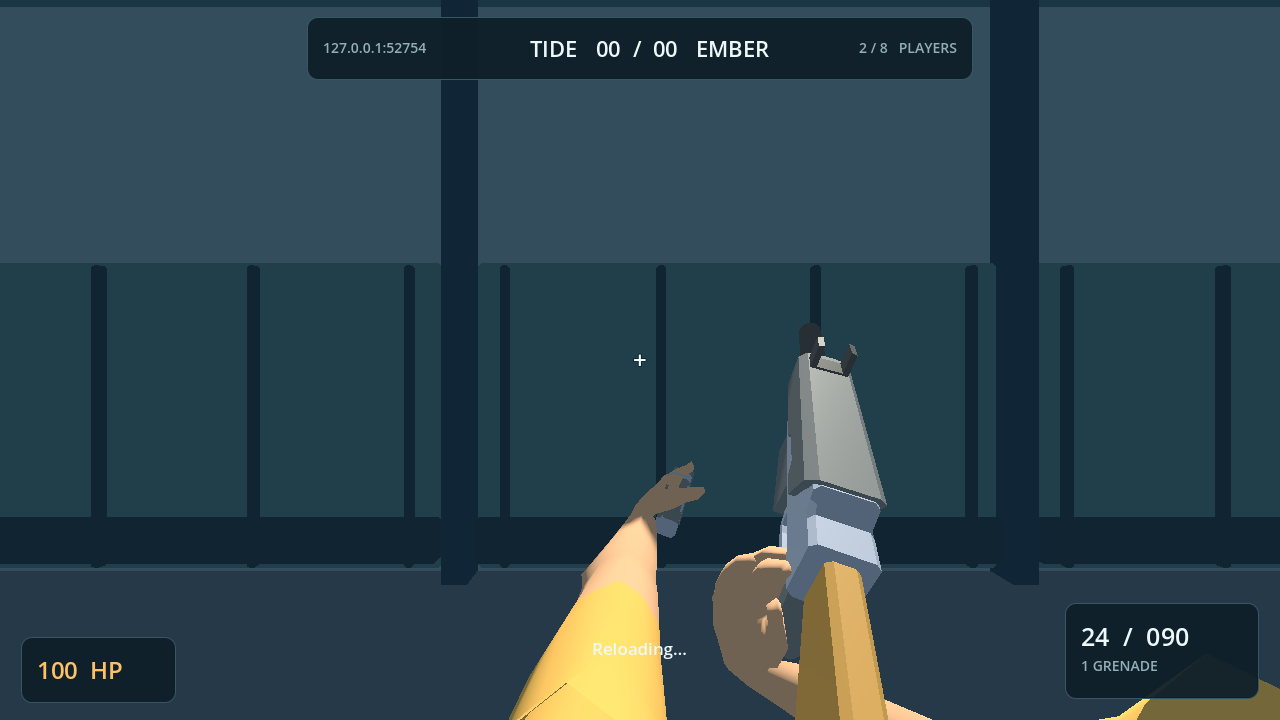 127.0.0.1:52754 TIDE 00 / 00 EMBER 2 / 8 PLAYERS
Reloading...
100 HP
24 / 090
1 GRENADE